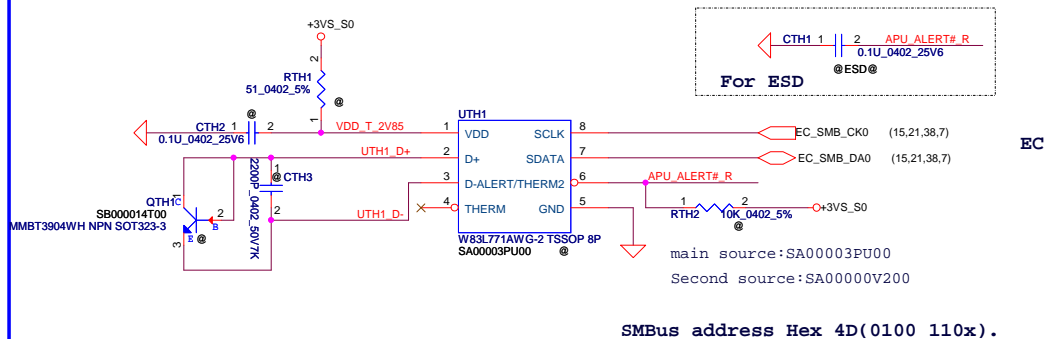 +3VS_S0
2
RTH1
51_0402_5%
@
1
CTH1 1 2 APU_ALERT#_R
0.1U_0402_25V6
@ESD@
For ESD
@
CTH2 1 2
0.1U_0402_25V6
VDD_T_2V85
UTH1
1 VDD SCLK 8
EC_SMB_CK0 (15,21,38,7)
EC
UTH1_D+
2 D+ SDATA 7
EC_SMB_DA0 (15,21,38,7)
1
@
CTH3
2
2200P_0402_50V7K
UTH1_D-
3 D- ALERT/THERM2 6
APU_ALERT#_R
4 THERM GND 5
1 2
RTH2 10K_0402_5%
@
+3VS_S0
QTH1
1
C
2
B
E
3
@
SB000014T00
MMBT3904WH NPN SOT323-3
W83L771AWG-2 TSSOP 8P
SA00003PU00 @
main source:SA00003PU00
Second source:SA00000V200
SMBus address Hex 4D(0100 110x).